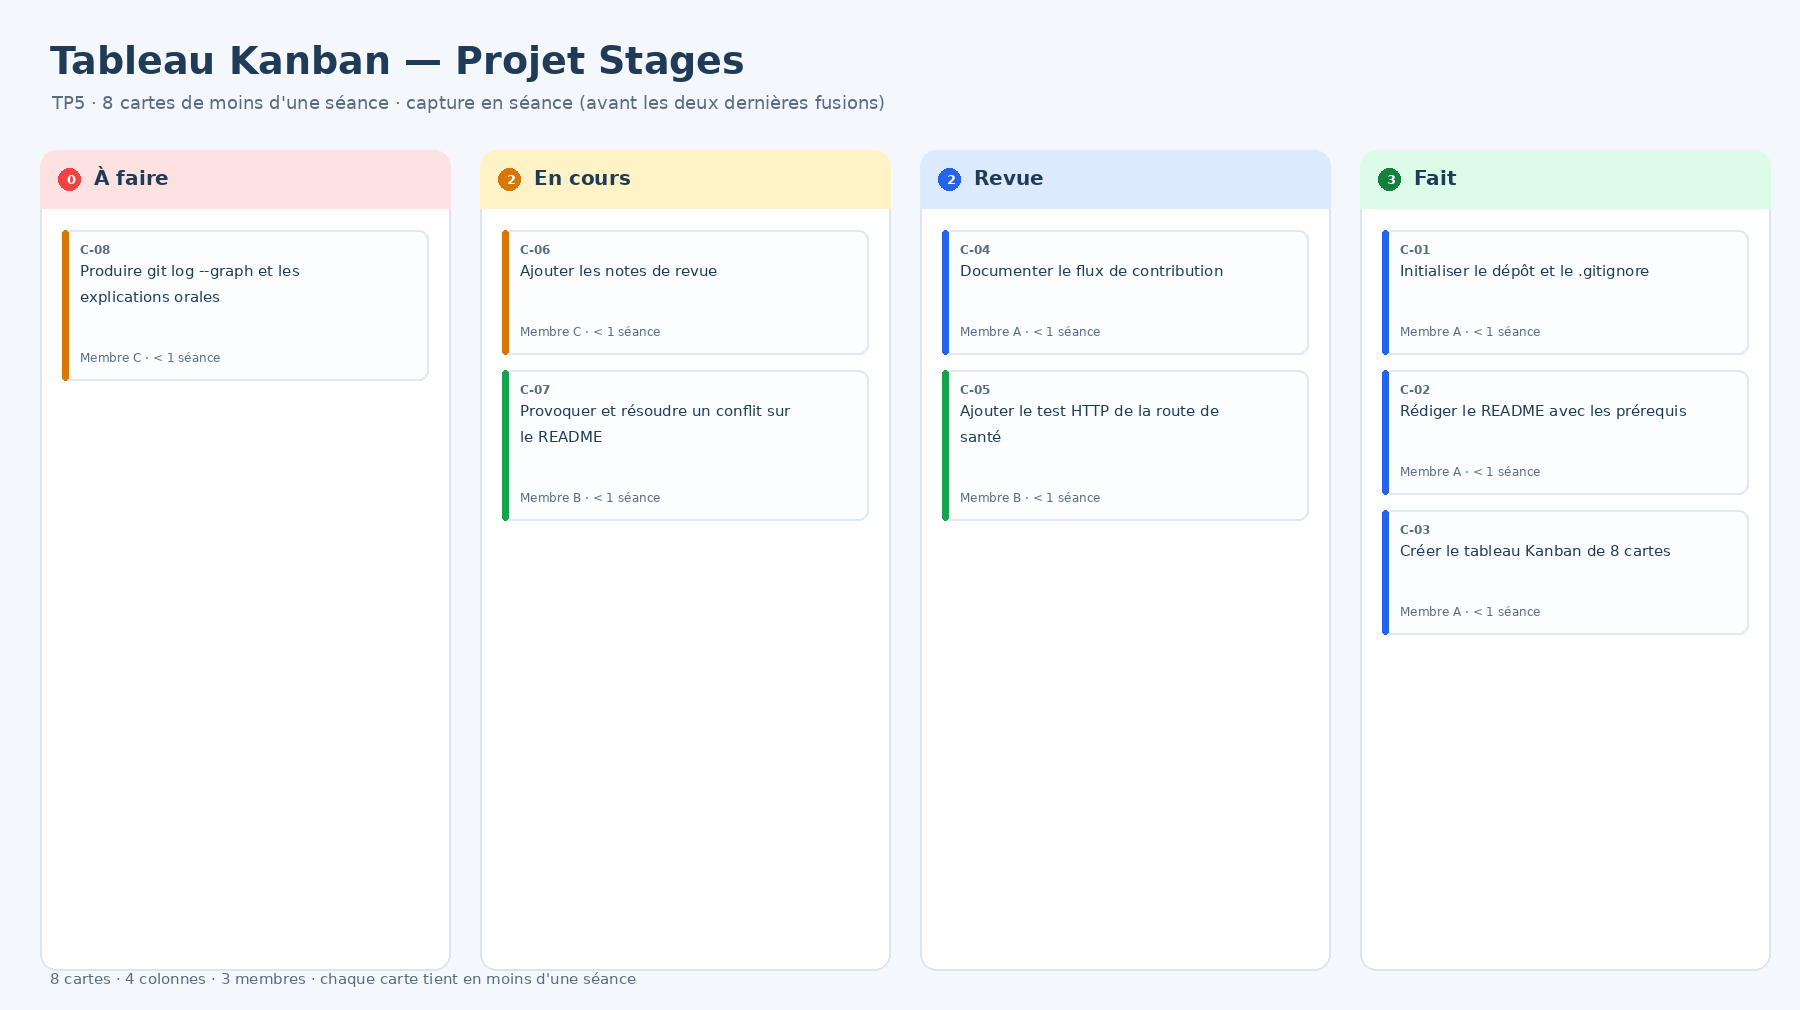 Tableau Kanban — Projet Stages
TP5 · 8 cartes de moins d'une séance · capture en séance (avant les deux dernières fusions)
0 À faire
C-08
Produire git log --graph et les
explications orales
Membre C · < 1 séance
2 En cours
C-06
Ajouter les notes de revue
Membre C · < 1 séance
C-07
Provoquer et résoudre un conflit sur
le README
Membre B · < 1 séance
2 Revue
C-04
Documenter le flux de contribution
Membre A · < 1 séance
C-05
Ajouter le test HTTP de la route de
santé
Membre B · < 1 séance
3 Fait
C-01
Initialiser le dépôt et le .gitignore
Membre A · < 1 séance
C-02
Rédiger le README avec les prérequis
Membre A · < 1 séance
C-03
Créer le tableau Kanban de 8 cartes
Membre A · < 1 séance
8 cartes · 4 colonnes · 3 membres · chaque carte tient en moins d'une séance